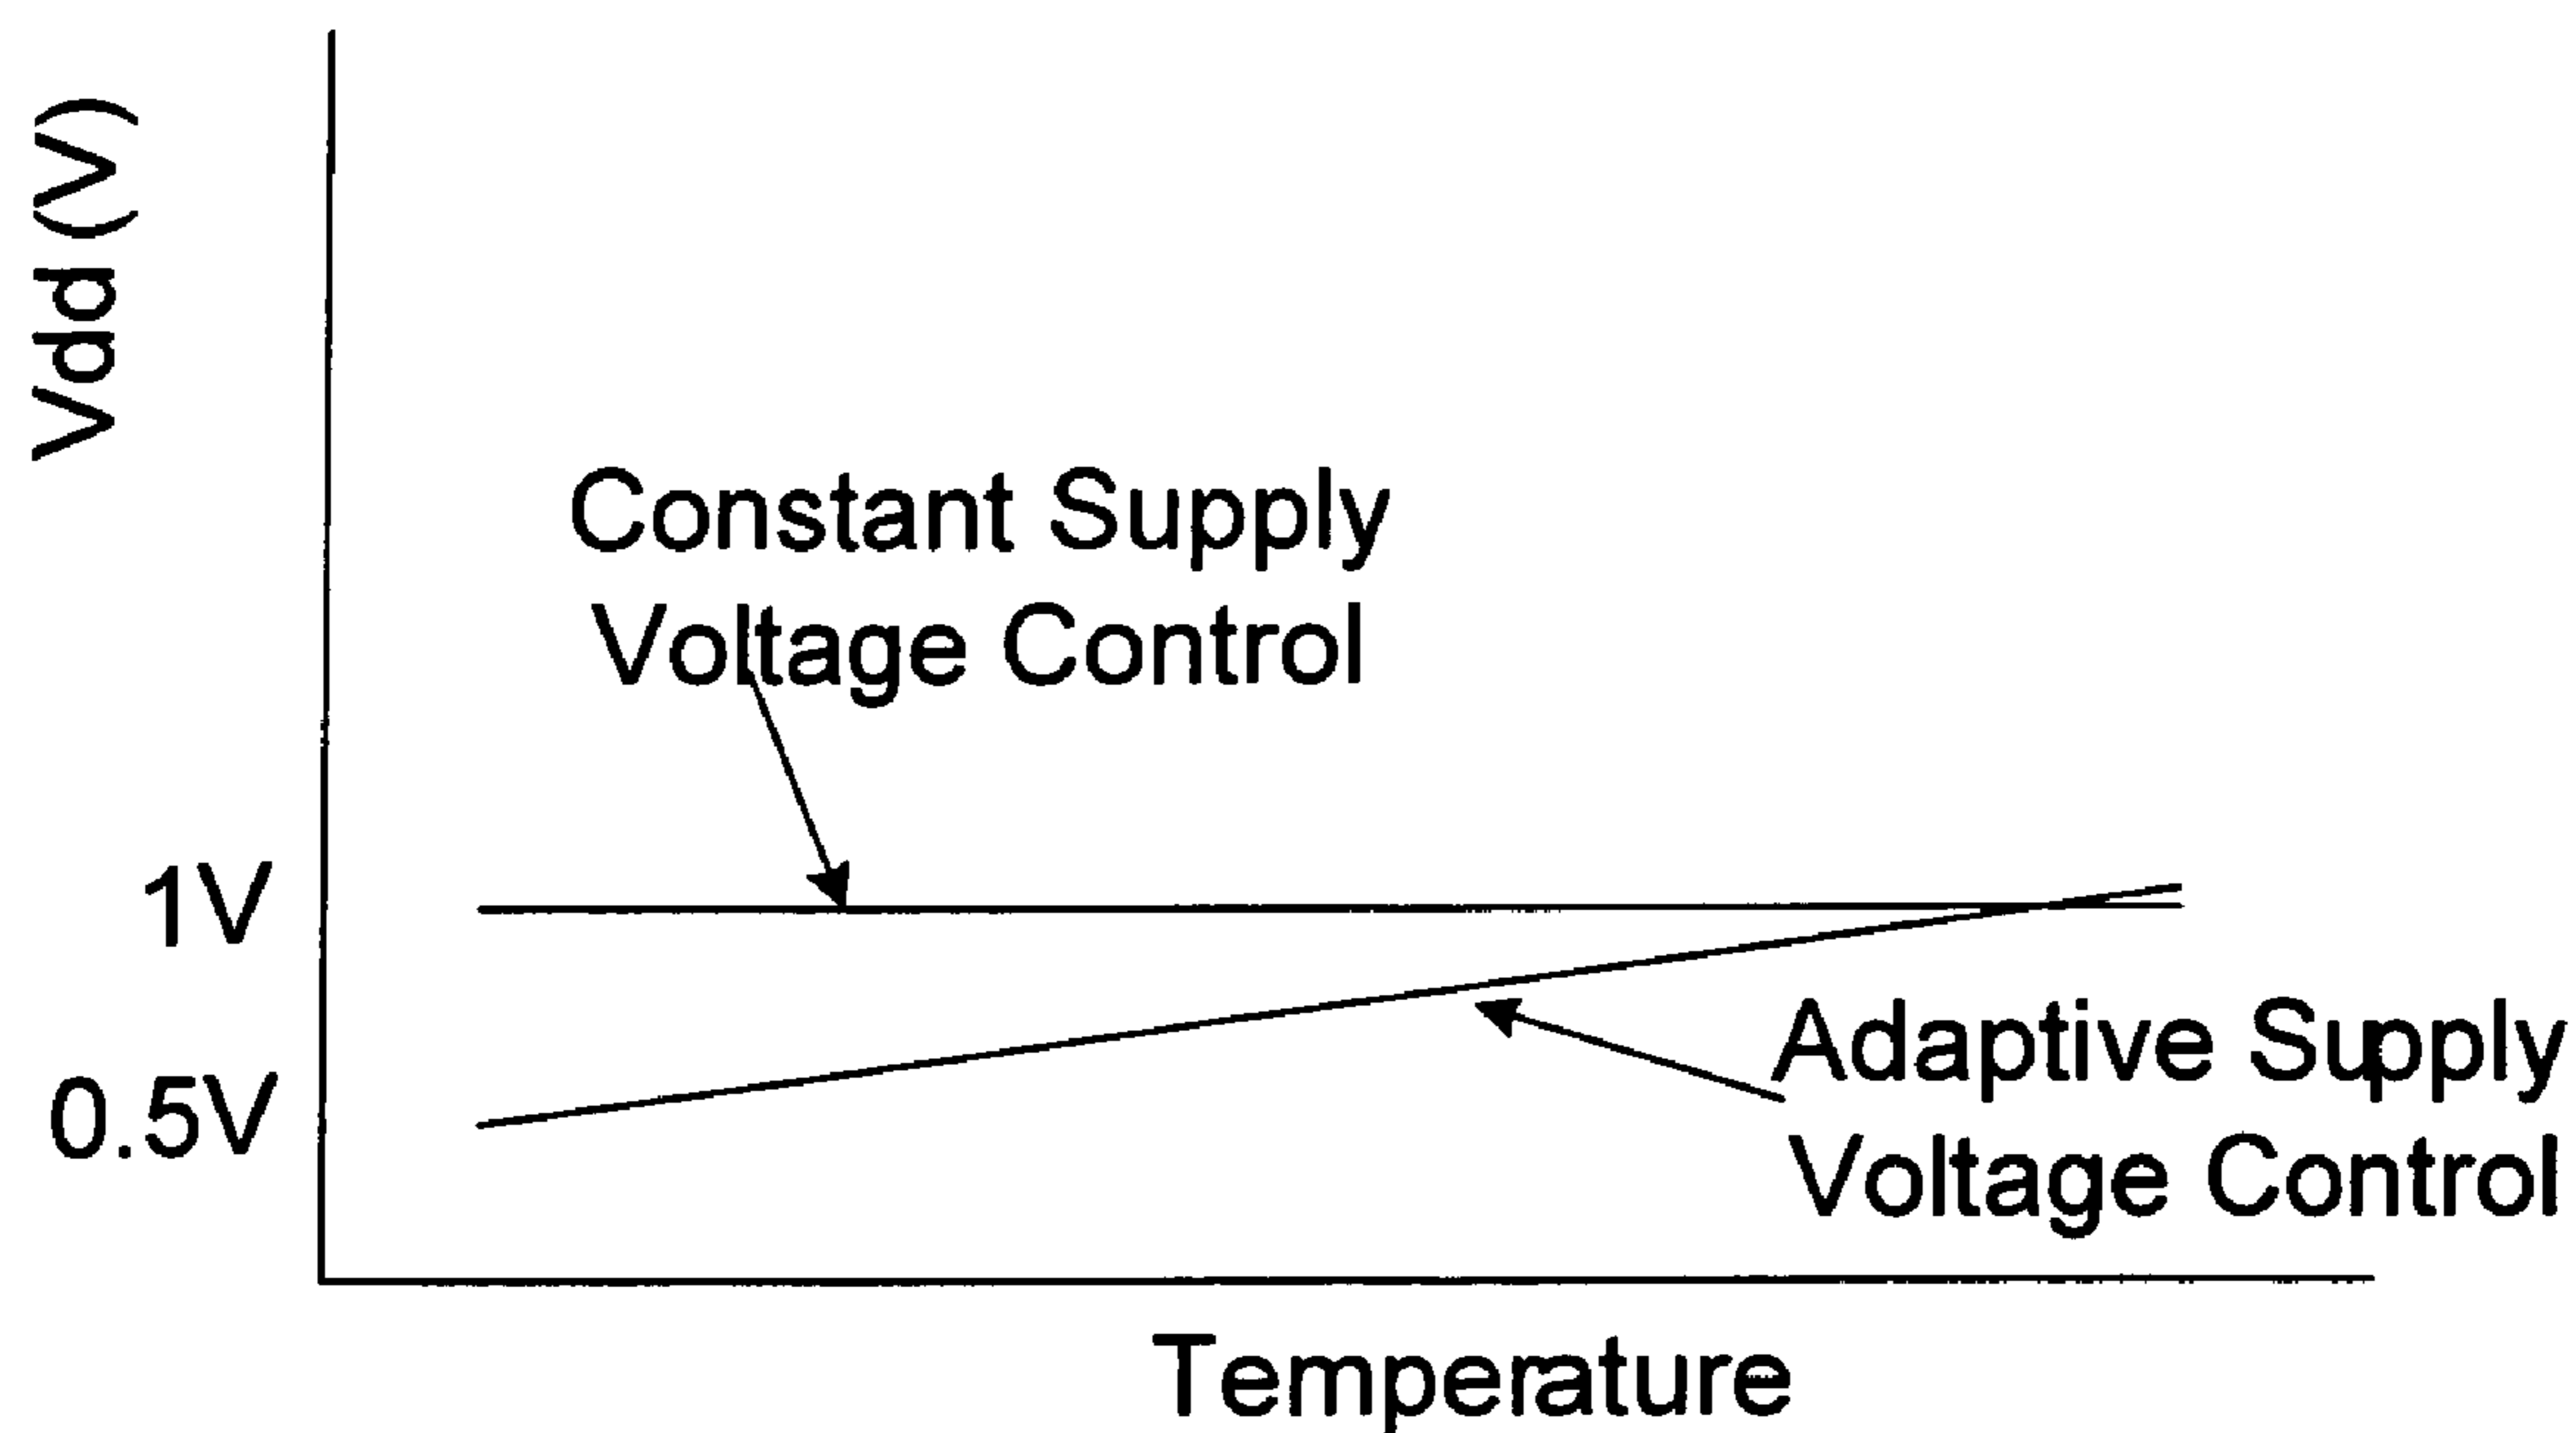 Vdd (V)
Constant Supply
Voltage Control
1V
0.5V
Adaptive Supply
Voltage Control
Temperature